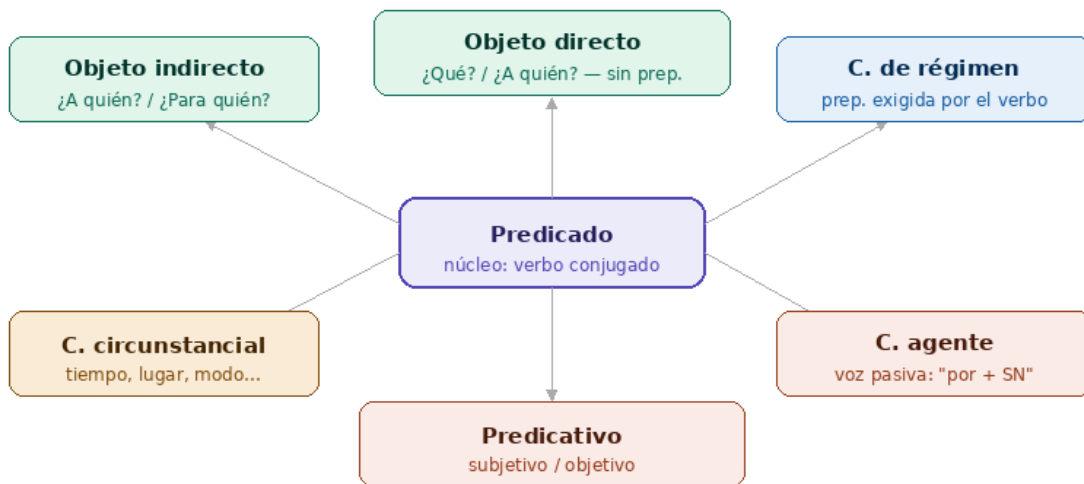 Objeto directo
¿Qué? / ¿A quién? — sin prep.
Objeto indirecto
¿A quién? / ¿Para quién?
C. de régimen
prep. exigida por el verbo
Predicado
núcleo: verbo conjugado
C. circunstancial
tiempo, lugar, modo...
C. agente
voz pasiva: "por + SN"
Predicativo
subjetivo / objetivo